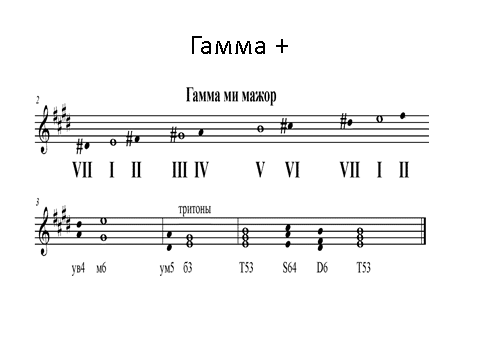 Гамма +
Гамма ми мажор
2
VII I II III IV V VI VII I II
3
тритоны
ув4 м6 ум5 б3 T53 S64 D6 T53